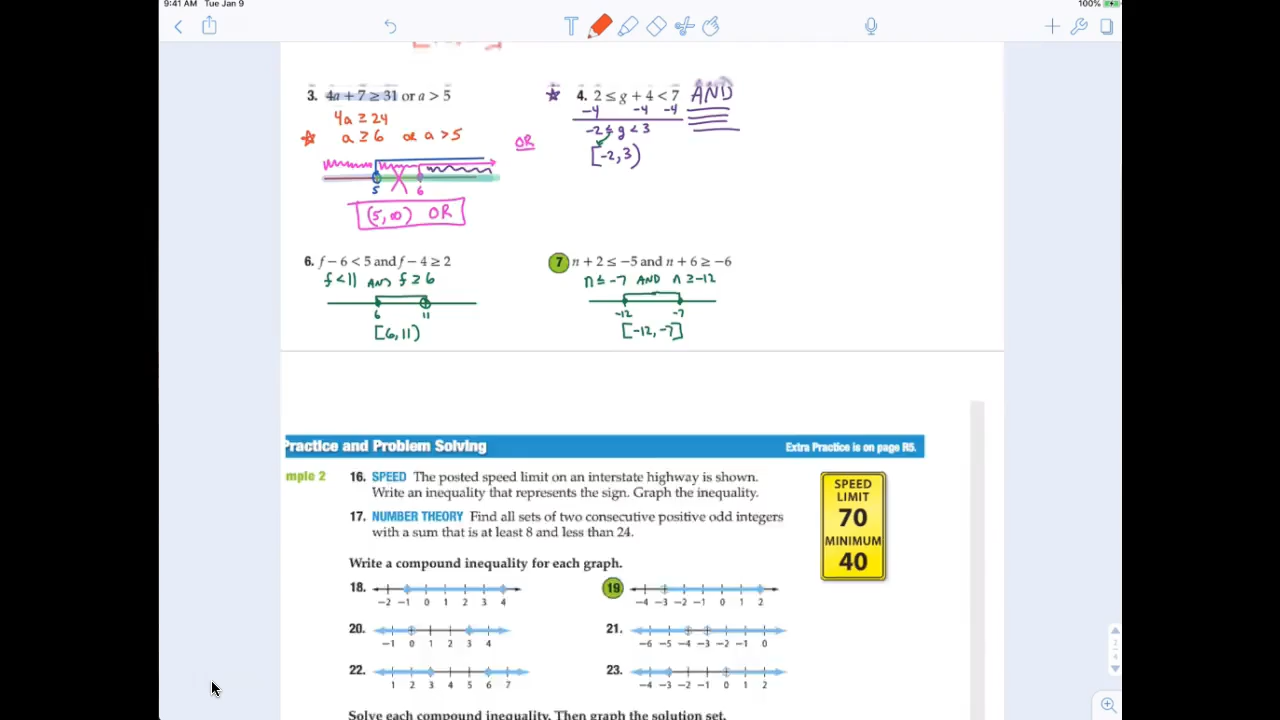 9:41 AM Tue Jan 9
100%
3. 4a + 7 ≥ 31 or a > 5
4a ≥ 24
a ≥ 6 or a > 5
OR
5 6
(5, ∞) OR
4. 2 ≤ g + 4 < 7 AND
-4 -4 -4
-2 ≤ g < 3
[-2, 3)
6. f − 6 < 5 and f − 4 ≥ 2
f < 11 AND f ≥ 6
6 11
[6, 11)
7 n + 2 ≤ −5 and n + 6 ≥ −6
n ≤ -7 AND n ≥ -12
-12 -7
[-12, -7]
Practice and Problem Solving
Extra Practice is on page R5.
mple 2
16. SPEED The posted speed limit on an interstate highway is shown.
Write an inequality that represents the sign. Graph the inequality.
SPEED
LIMIT
70
MINIMUM
40
17. NUMBER THEORY Find all sets of two consecutive positive odd integers
with a sum that is at least 8 and less than 24.
Write a compound inequality for each graph.
18.
−2 −1 0 1 2 3 4
19
−4 −3 −2 −1 0 1 2
20.
−1 0 1 2 3 4
21.
−6 −5 −4 −3 −2 −1 0
22.
1 2 3 4 5 6 7
23.
−4 −3 −2 −1 0 1 2
Solve each compound inequality. Then graph the solution set.